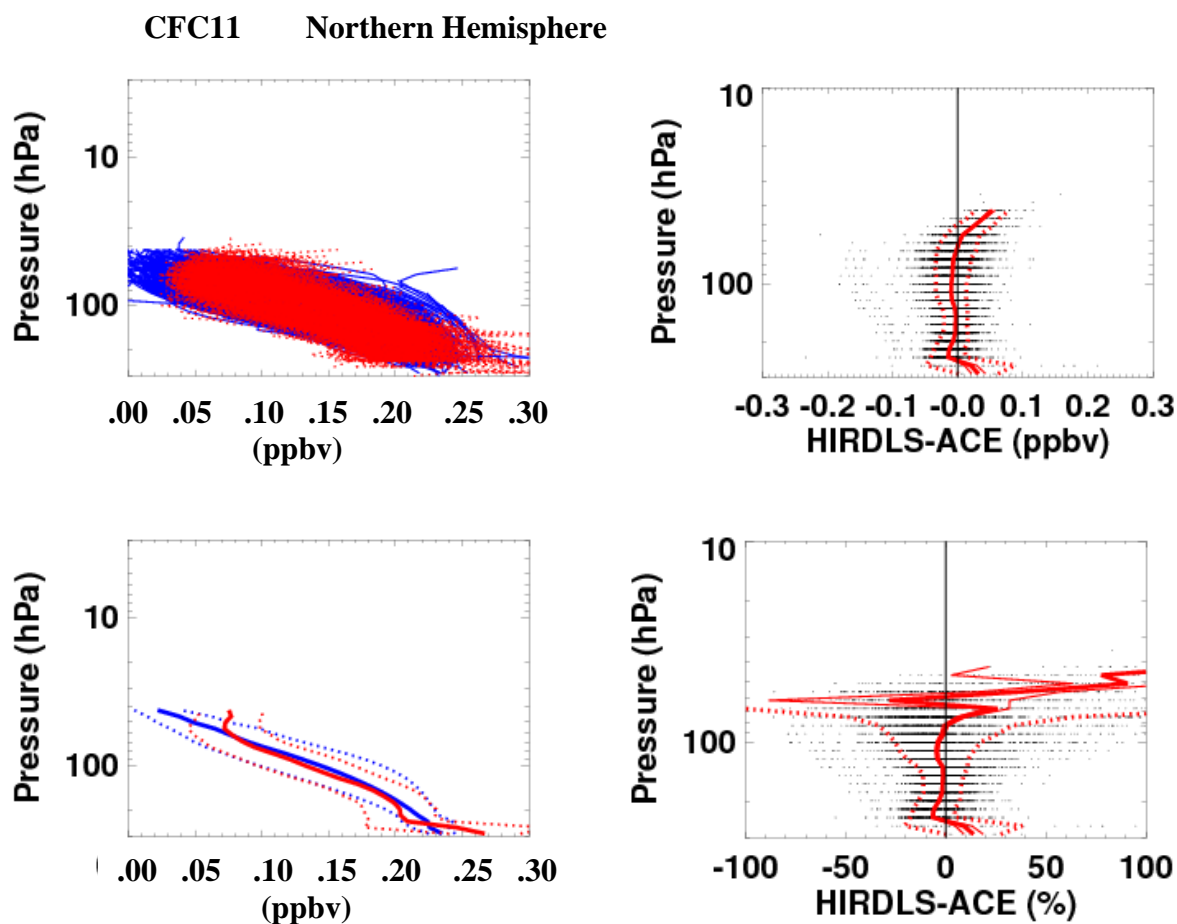 CFC11 Northern Hemisphere
Pressure (hPa)
10
100
.00 .05 .10 .15 .20 .25 .30
(ppbv)
Pressure (hPa)
10
100
-0.3 -0.2 -0.1 -0.0 0.1 0.2 0.3
HIRDLS-ACE (ppbv)
Pressure (hPa)
10
100
.00 .05 .10 .15 .20 .25 .30
(ppbv)
Pressure (hPa)
10
100
-100 -50 0 50 100
HIRDLS-ACE (%)